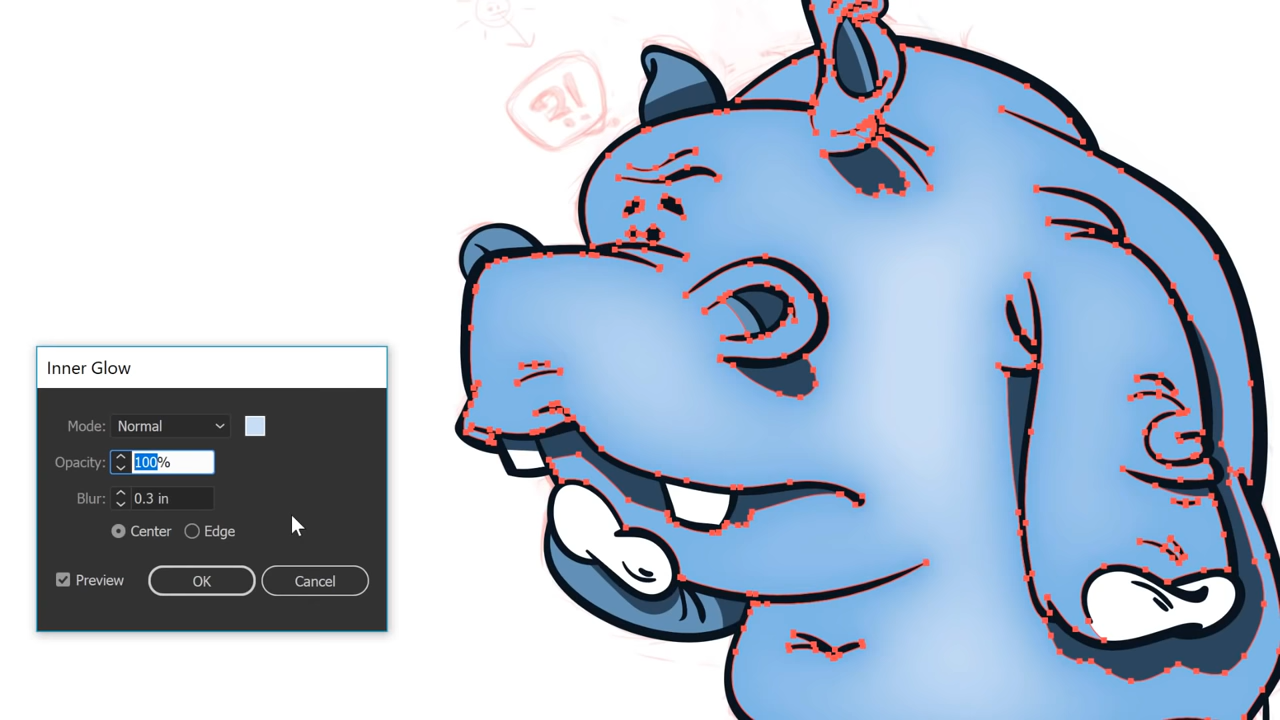 ?!
Inner Glow
Mode: Normal
Opacity: 100%
Blur: 0.3 in
Center Edge
Preview OK Cancel